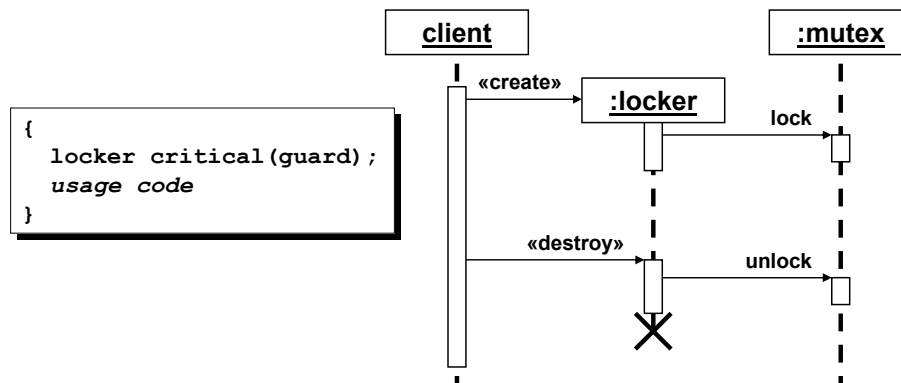 {
locker critical(guard);
usage code
}
client
:mutex
«create»
:locker
lock
«destroy»
unlock